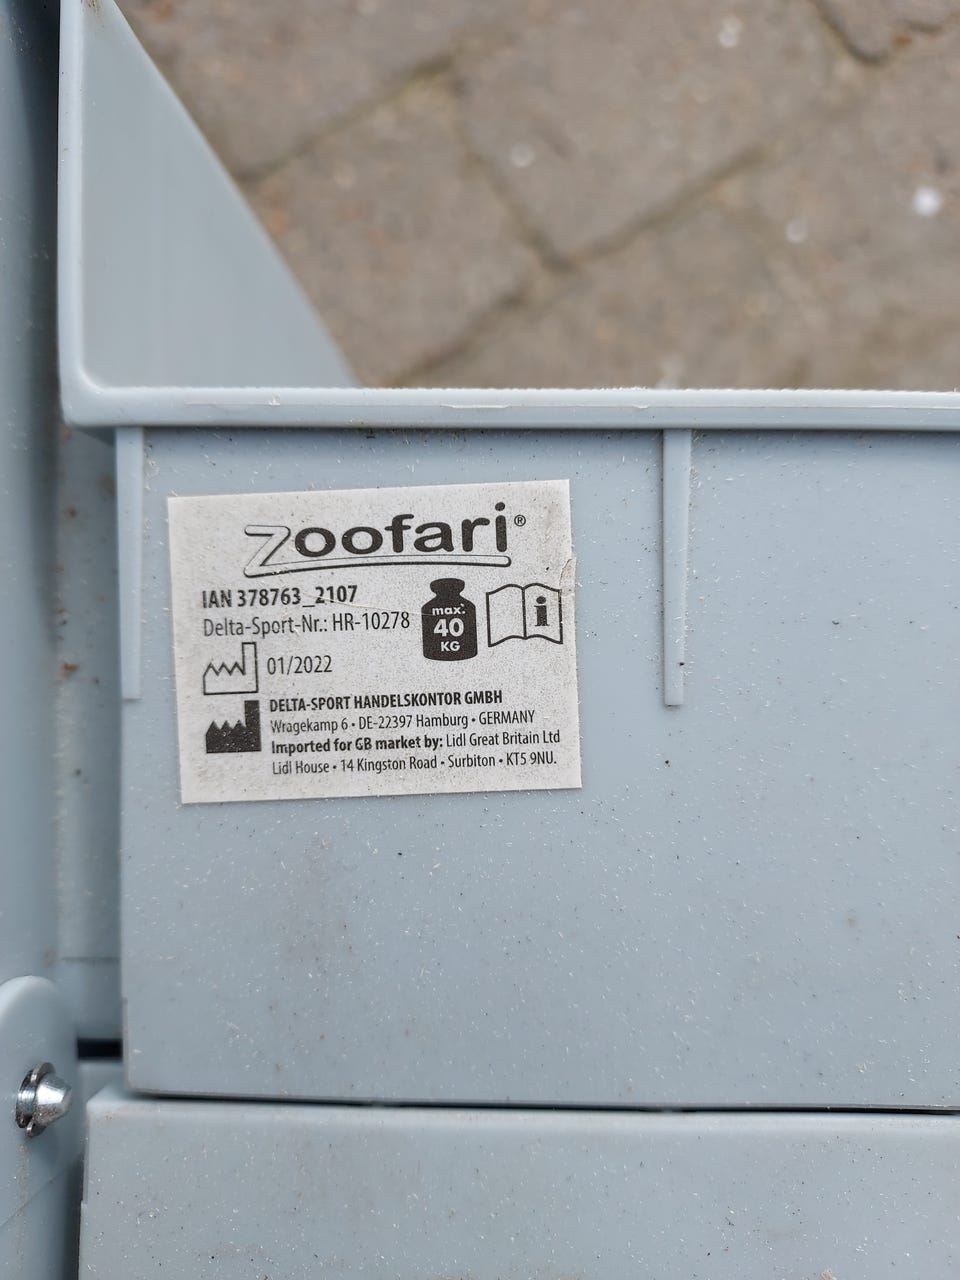 zoofari®
IAN 378763_2107
Delta-Sport-Nr.: HR-10278
max.
40
KG
i
01/2022
DELTA-SPORT HANDELSKONTOR GMBH
Wragekamp 6 • DE-22397 Hamburg • GERMANY
Imported for GB market by: Lidl Great Britain Ltd
Lidl House • 14 Kingston Road • Surbiton • KT5 9NU.